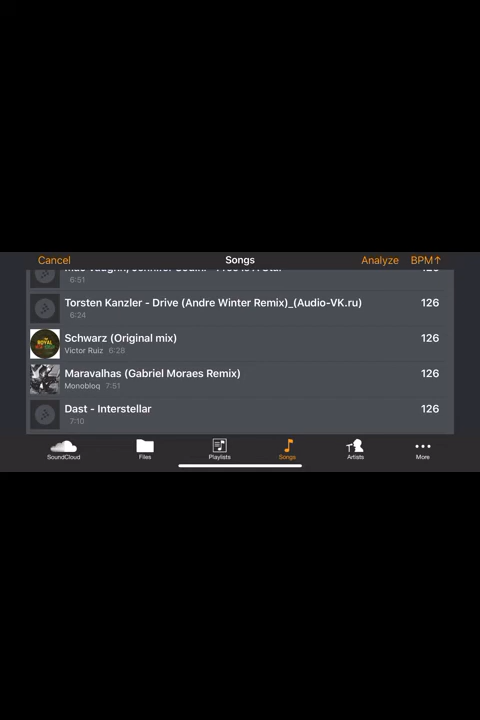 Cancel
Songs
Analyze
BPM↑
6:51
Torsten Kanzler - Drive (Andre Winter Remix)_(Audio-VK.ru)
126
6:24
Schwarz (Original mix)
126
Victor Ruiz 6:28
Maravalhas (Gabriel Moraes Remix)
126
Monobloq 7:51
Dast - Interstellar
126
7:10
SoundCloud
Files
Playlists
Songs
Artists
More